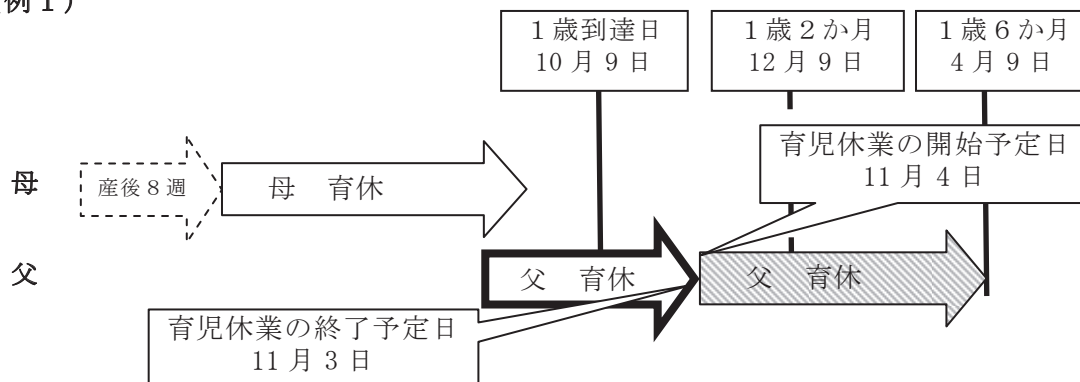 例１）
１歳到達日
10 月 9 日
１歳２か月
12 月 9 日
１歳６か月
4 月 9 日
育児休業の開始予定日
11 月 4 日
母
産後８週
母　育休
父
父　育休
父　育休
育児休業の終了予定日
11 月 3 日